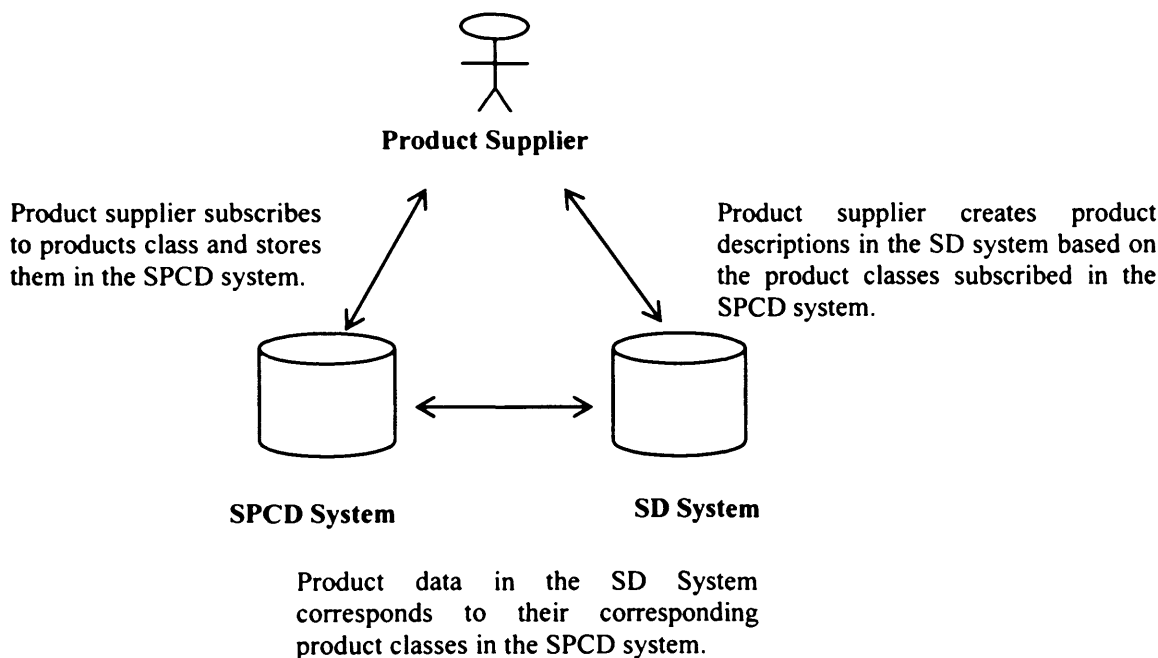 Product Supplier
Product supplier subscribes
to products class and stores
them in the SPCD system.
Product supplier creates product
descriptions in the SD system based on
the product classes subscribed in the
SPCD system.
SPCD System
SD System
Product data in the SD System
corresponds to their corresponding
product classes in the SPCD system.